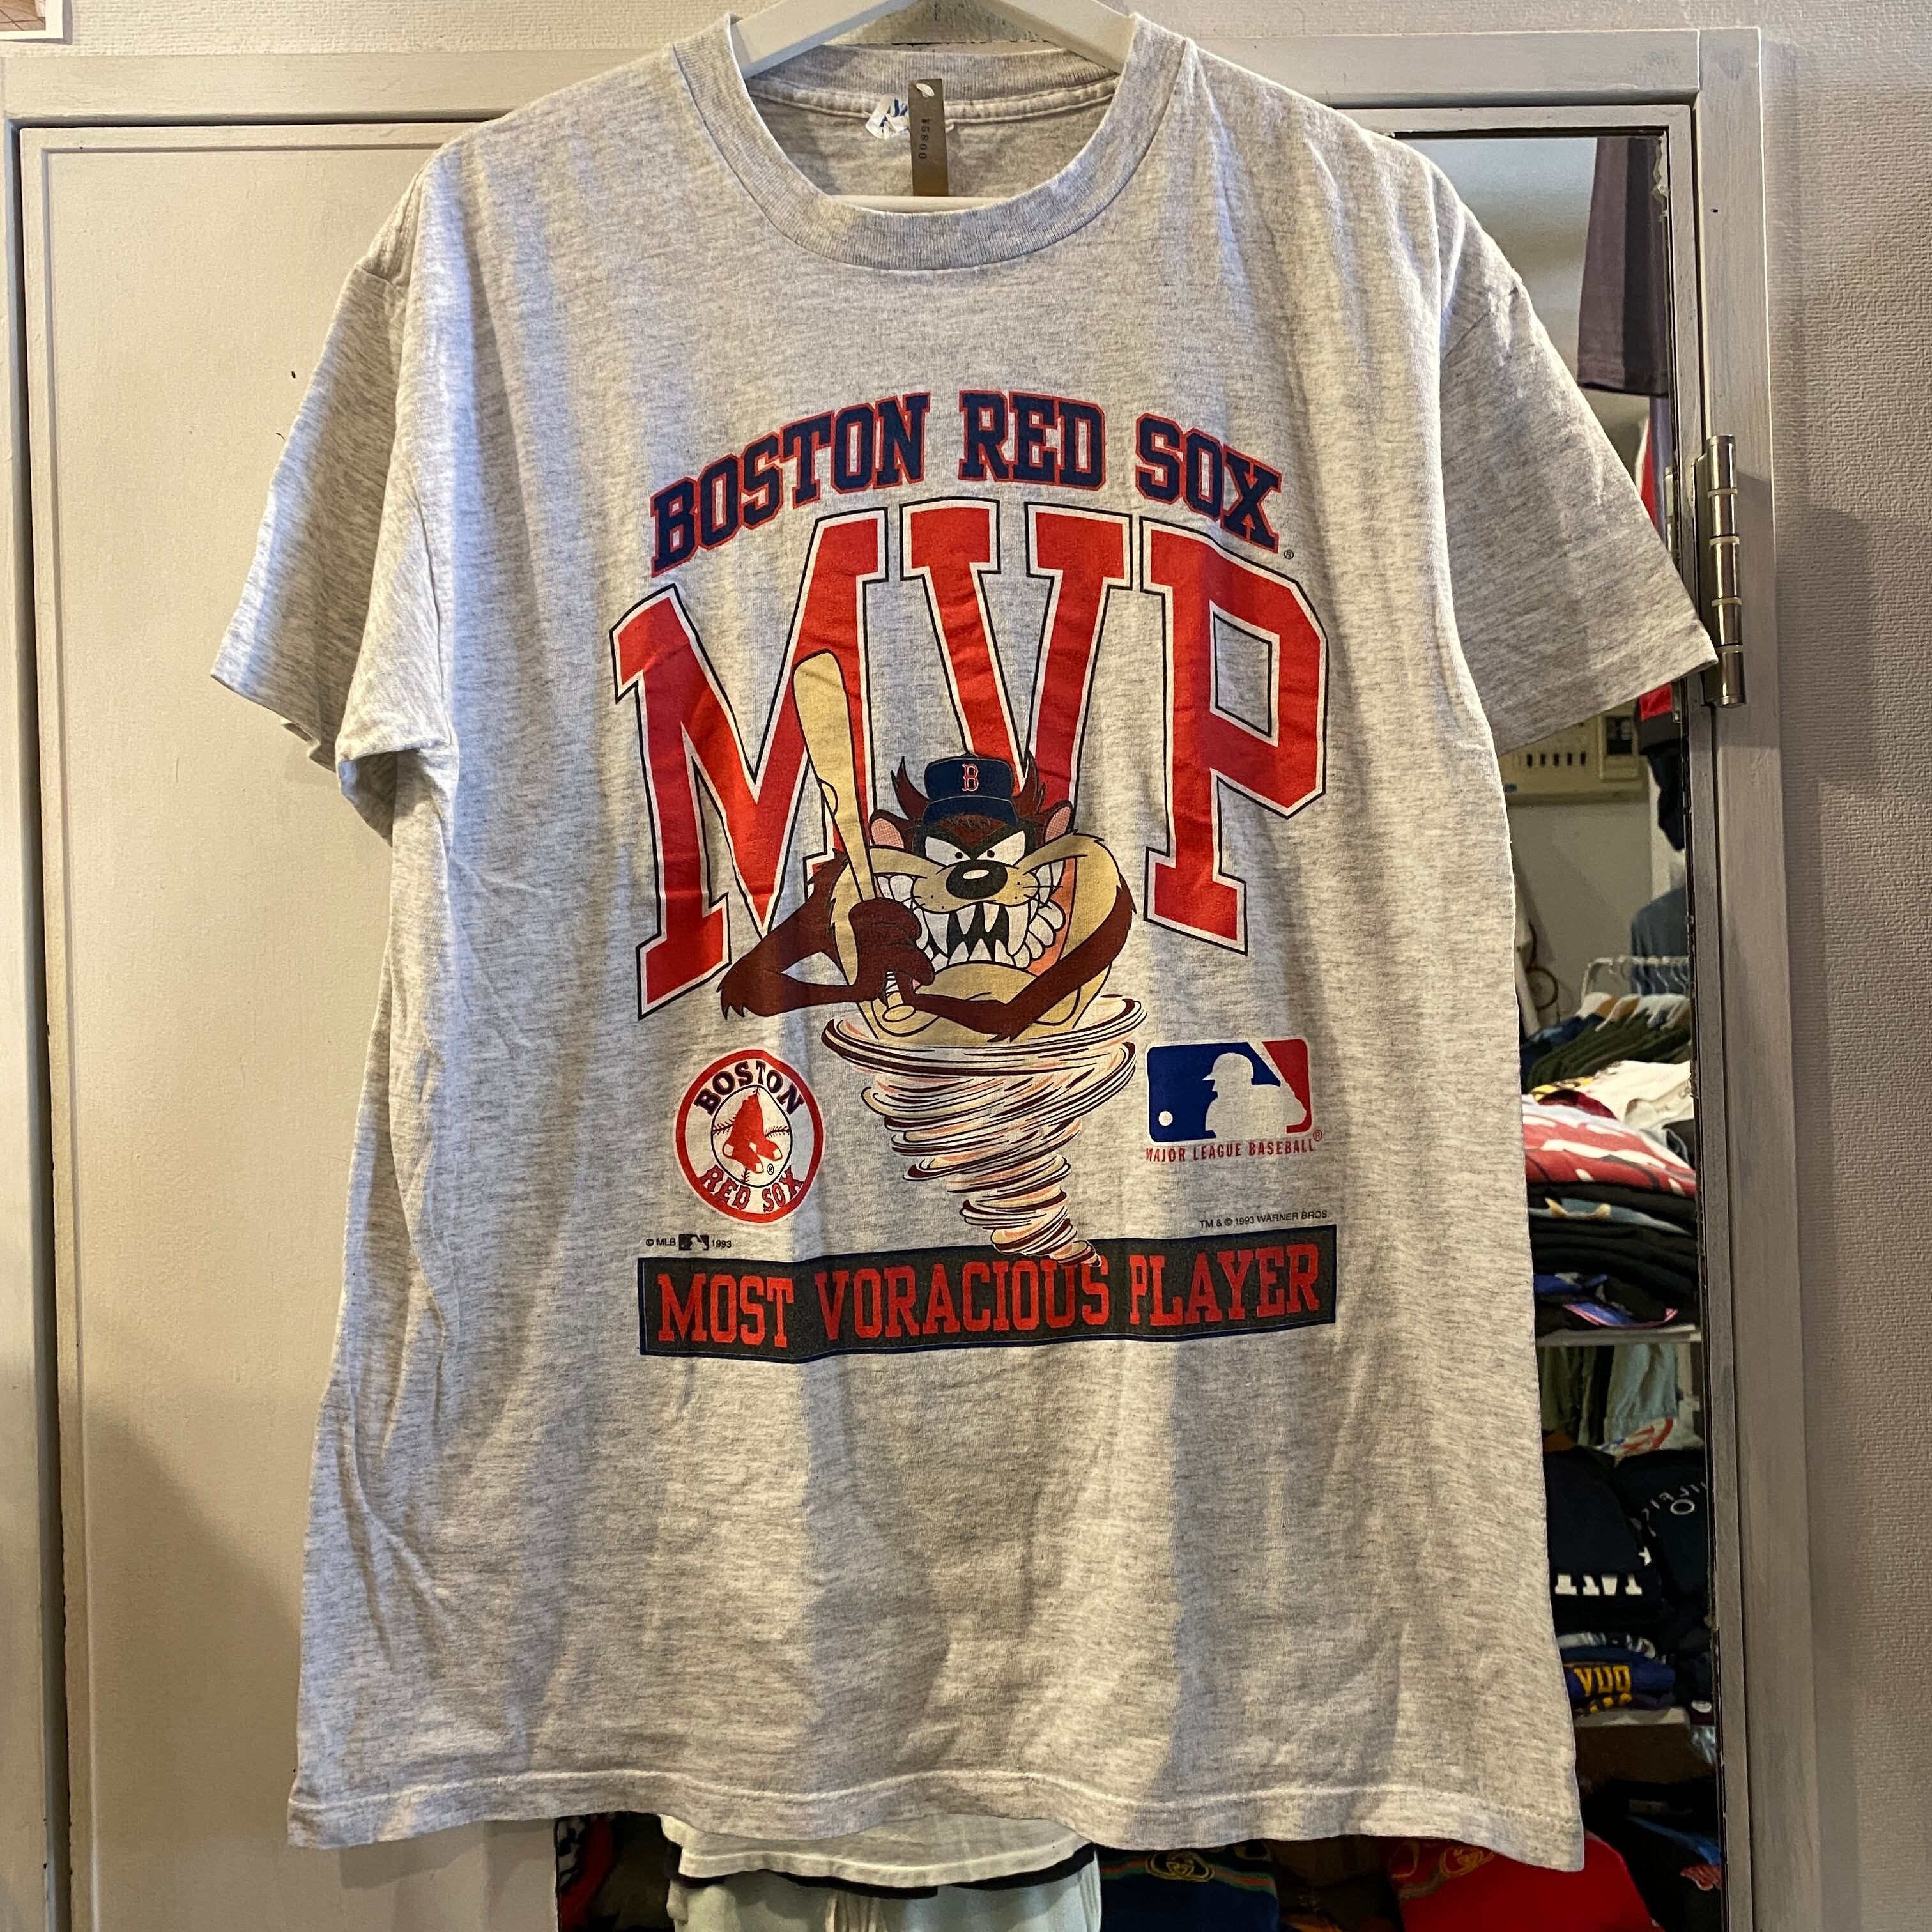 ¥6800
BOSTON RED SOX ®
MVP
B
BOSTON
RED SOX ®
MAJOR LEAGUE BASEBALL ®
TM & © 1993 WARNER BROS.
© MLB 1993
MOST VORACIOUS PLAYER